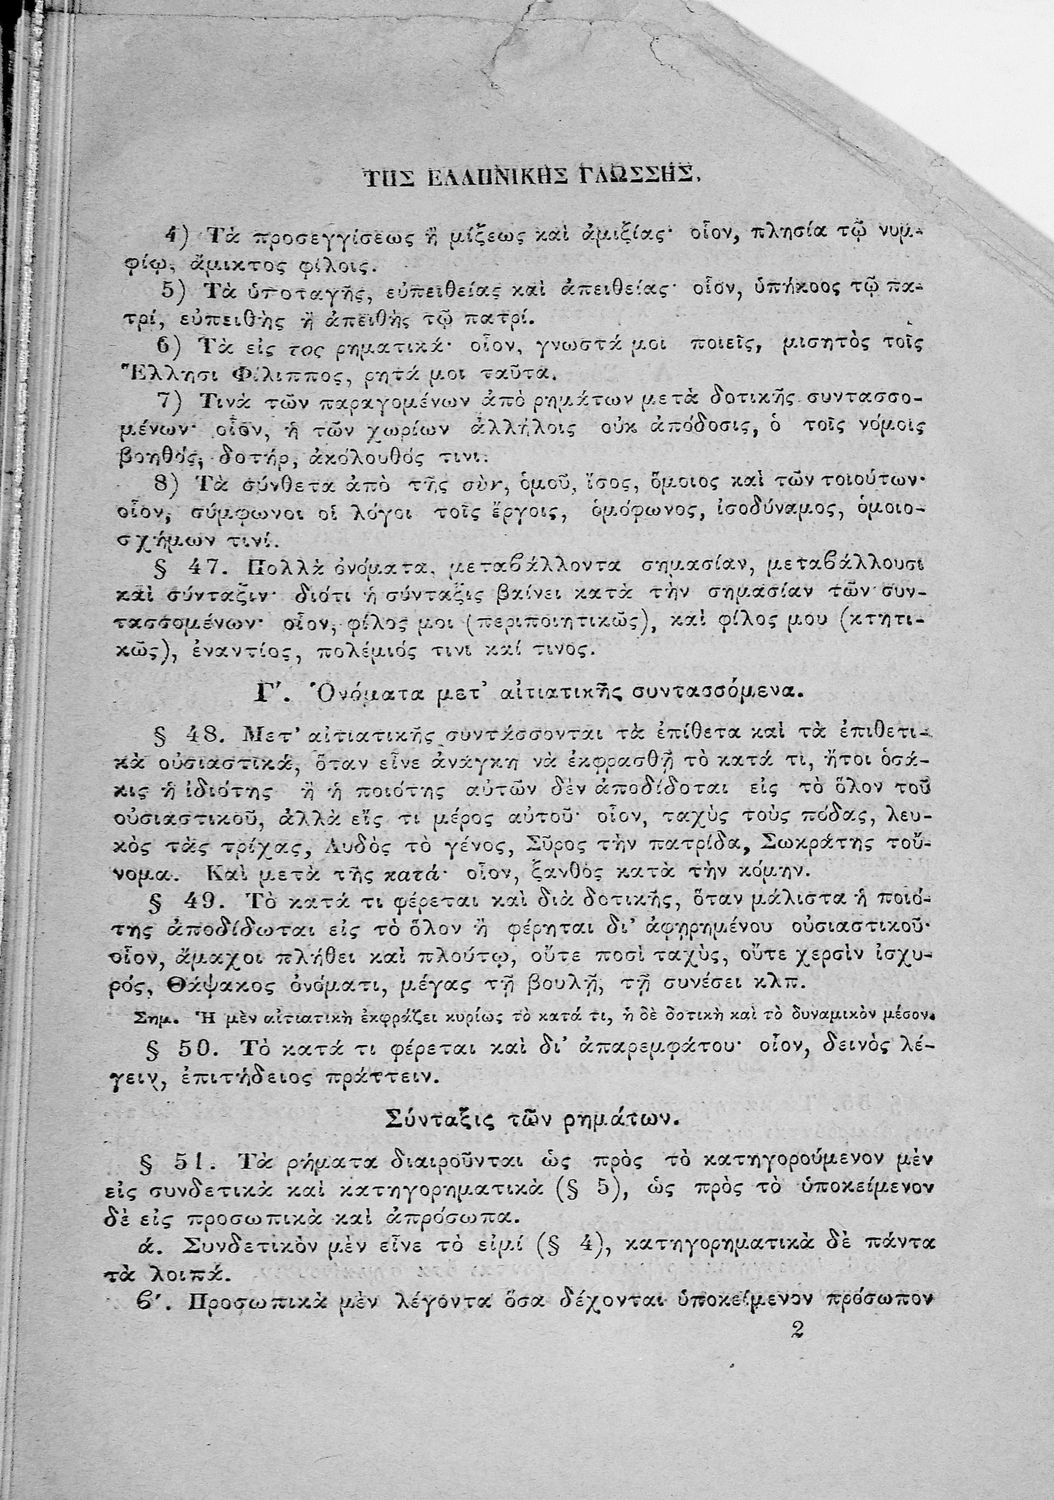 ΤΗΣ ΕΛΛΗΝΙΚΗΣ ΓΛΩΣΣΗΣ.
4) Τὰ προσεγγίσεως ἢ μίξεως καὶ ἀμιξίας· οἷον, πλησία τῷ νυμ-
φίῳ, ἄμικτος φίλοις.
5) Τὰ ὑποταγῆς, εὐπειθείας καὶ ἀπειθείας· οἷον, ὑπήκοος τῷ πα-
τρί, εὐπειθὴς ἢ ἀπειθὴς τῷ πατρί.
6) Τὰ εἰς τος ρηματικά· οἷον, γνωστά μοι ποιεῖς, μισητὸς τοῖς
Ἕλλησι Φίλιππος, ρητά μοι ταῦτα.
7) Τινὰ τῶν παραγομένων ἀπὸ ρημάτων μετὰ δοτικῆς συντασσο-
μένων· οἷον, ἡ τῶν χωρίων ἀλλήλοις οὐκ ἀπόδοσις, ὁ τοῖς νόμοις
βοηθός, δοτήρ, ἀκόλουθός τινι.
8) Τὰ σύνθετα ἀπὸ τῆς σὺν, ὁμοῦ, ἴσος, ὅμοιος καὶ τῶν τοιούτων·
οἷον, σύμφωνοι οἱ λόγοι τοῖς ἔργοις, ὁμόφωνος, ἰσοδύναμος, ὁμοιο-
σχήμων τινί.
§ 47. Πολλὰ ὀνόματα, μεταβάλλοντα σημασίαν, μεταβάλλουσι
καὶ σύνταξιν· διότι ἡ σύνταξις βαίνει κατὰ τὴν σημασίαν τῶν συν-
τασσομένων· οἷον, φίλος μοι (περιποιητικῶς), καὶ φίλος μου (κτητι-
κῶς), ἐναντίος, πολέμιός τινι καί τινος.
Γʹ. Ὀνόματα μετ' αἰτιατικῆς συντασσόμενα.
§ 48. Μετ' αἰτιατικῆς συντάσσονται τὰ ἐπίθετα καὶ τὰ ἐπιθετι-
κὰ οὐσιαστικά, ὅταν εἶνε ἀνάγκη νὰ ἐκφρασθῇ τὸ κατά τι, ἤτοι ὁσά-
κις ἡ ἰδιότης ἢ ἡ ποιότης αὐτῶν δὲν ἀποδίδοται εἰς τὸ ὅλον τοῦ
οὐσιαστικοῦ, ἀλλὰ εἴς τι μέρος αὐτοῦ· οἷον, ταχὺς τοὺς πόδας, λευ-
κὸς τὰς τρίχας, Λυδὸς τὸ γένος, Σῦρος τὴν πατρίδα, Σωκράτης τοὔ-
νομα. Καὶ μετὰ τῆς κατά· οἷον, ξανθὸς κατὰ τὴν κόμην.
§ 49. Τὸ κατά τι φέρεται καὶ διὰ δοτικῆς, ὅταν μάλιστα ἡ ποιό-
της ἀποδίδωται εἰς τὸ ὅλον ἢ φέρηται δι' ἀφῃρημένου οὐσιαστικοῦ·
οἷον, ἄμαχοι πλήθει καὶ πλούτῳ, οὔτε ποσὶ ταχὺς, οὔτε χερσὶν ἰσχυ-
ρός, Θάψακος ὀνόματι, μέγας τῇ βουλῇ, τῇ συνέσει κλπ.
Σημ. Ἡ μὲν αἰτιατικὴ ἐκφράζει κυρίως τὸ κατά τι, ἡ δὲ δοτικὴ καὶ τὸ δυναμικὸν μέσον.
§ 50. Τὸ κατά τι φέρεται καὶ δι' ἀπαρεμφάτου· οἷον, δεινὸς λέ-
γειν, ἐπιτήδειος πράττειν.
Σύνταξις τῶν ρημάτων.
§ 51. Τὰ ρήματα διαιροῦνται ὡς πρὸς τὸ κατηγορούμενον μὲν
εἰς συνδετικὰ καὶ κατηγορηματικὰ (§ 5), ὡς πρὸς τὸ ὑποκείμενον
δὲ εἰς προσωπικὰ καὶ ἀπρόσωπα.
ά. Συνδετικὸν μὲν εἶνε τὸ εἰμί (§ 4), κατηγορηματικὰ δὲ πάντα
τὰ λοιπά.
βʹ. Προσωπικὰ μὲν λέγοντα ὅσα δέχονται ὑποκείμενον πρόσωπον
2